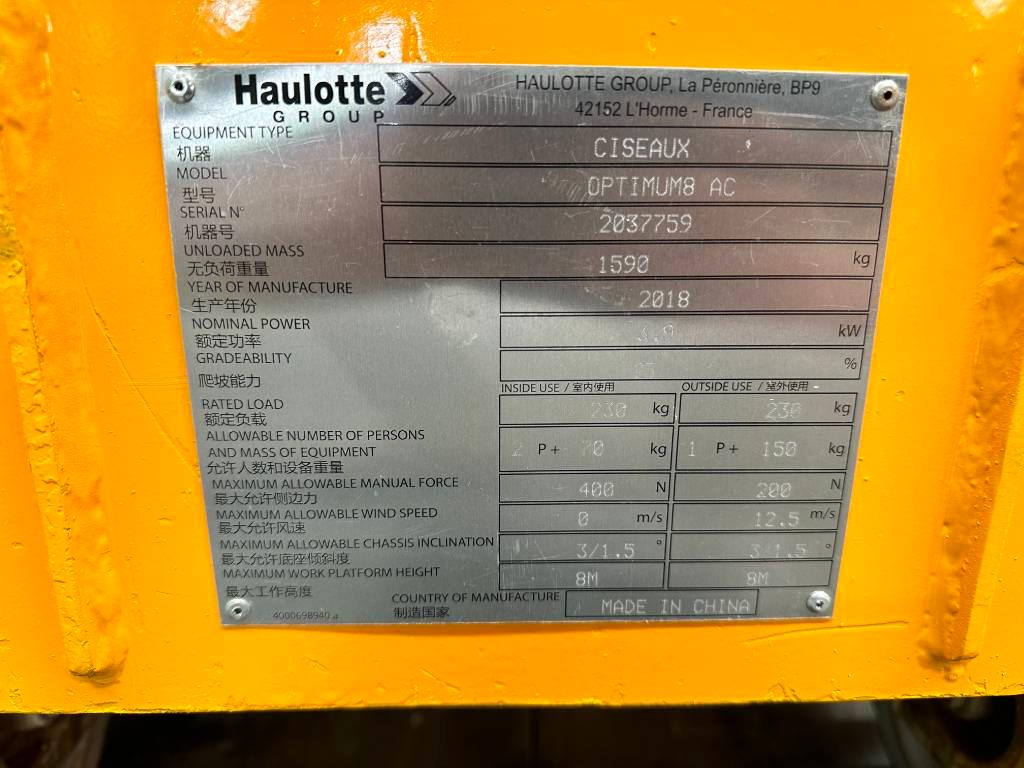 Haulotte
GROUP
HAULOTTE GROUP, La Péronnière, BP9
42152 L'Horme - France
EQUIPMENT TYPE
机器
CISEAUX
MODEL
型号
OPTIMUM8 AC
SERIAL N°
机器号
2037759
UNLOADED MASS
无负荷重量
1590 kg
YEAR OF MANUFACTURE
生产年份
2018
NOMINAL POWER
额定功率
kW
GRADEABILITY
爬坡能力
%
INSIDE USE / 室内使用 OUTSIDE USE / 室外使用
RATED LOAD
额定负载
230 kg 230 kg
ALLOWABLE NUMBER OF PERSONS
AND MASS OF EQUIPMENT
允许人数和设备重量
2 P + 70 kg 1 P + 150 kg
MAXIMUM ALLOWABLE MANUAL FORCE
最大允许侧边力
400 N 200 N
MAXIMUM ALLOWABLE WIND SPEED
最大允许风速
0 m/s 12.5 m/s
MAXIMUM ALLOWABLE CHASSIS INCLINATION
最大允许底座倾斜度
3/1.5 ° 3/1.5 °
MAXIMUM WORK PLATFORM HEIGHT
最大工作高度
8M 8M
4000698940 a
COUNTRY OF MANUFACTURE
制造国家
MADE IN CHINA